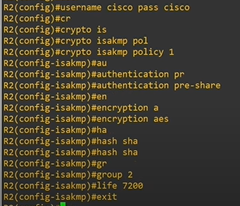 R2(config)#username cisco pass cisco
R2(config)#cr
R2(config)#crypto is
R2(config)#crypto isakmp pol
R2(config)#crypto isakmp policy 1
R2(config-isakmp)#au
R2(config-isakmp)#authentication pr
R2(config-isakmp)#authentication pre-share
R2(config-isakmp)#en
R2(config-isakmp)#encryption a
R2(config-isakmp)#encryption aes
R2(config-isakmp)#ha
R2(config-isakmp)#hash sha
R2(config-isakmp)#hash sha
R2(config-isakmp)#gr
R2(config-isakmp)#group 2
R2(config-isakmp)#life 7200
R2(config-isakmp)#exit